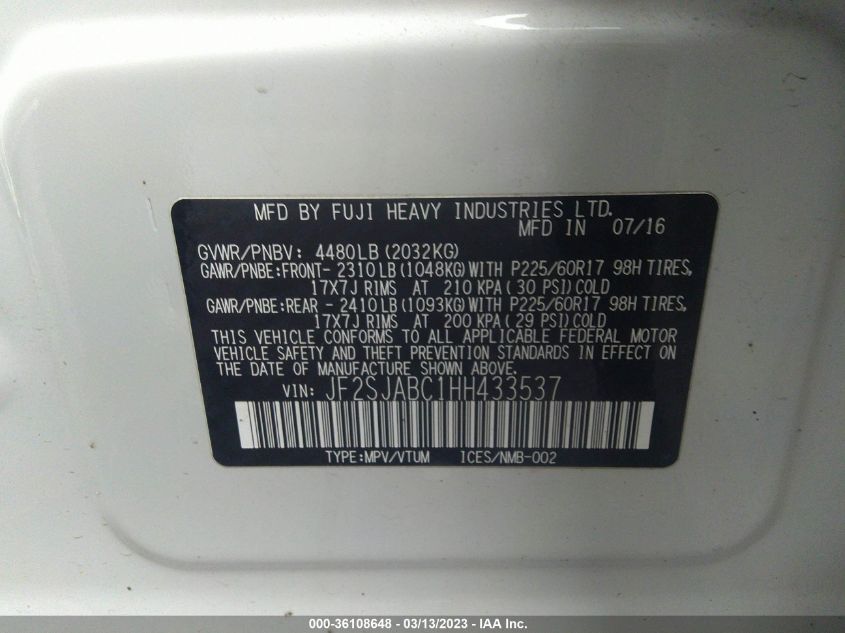 MFD BY FUJI HEAVY INDUSTRIES LTD.
MFD IN 07/16
GVWR/PNBV: 4480LB(2032KG)
GAWR/PNBE:FRONT- 2310LB(1048KG)WITH P225/60R17 98H TIRES,
17X7J RIMS AT 210 KPA( 30 PSI)COLD
GAWR/PNBE:REAR - 2410LB(1093KG)WITH P225/60R17 98H TIRES,
17X7J RIMS AT 200 KPA(29 PSI)COLD
THIS VEHICLE CONFORMS TO ALL APPLICABLE FEDERAL MOTOR
VEHICLE SAFETY AND THEFT PREVENTION STANDARDS IN EFFECT ON
THE DATE OF MANUFACTURE SHOWN ABOVE.
VIN: JF2SJABC1HH433537
TYPE:MPV/VTUM ICES/NMB-002
000-36108648 - 03/13/2023 - IAA Inc.